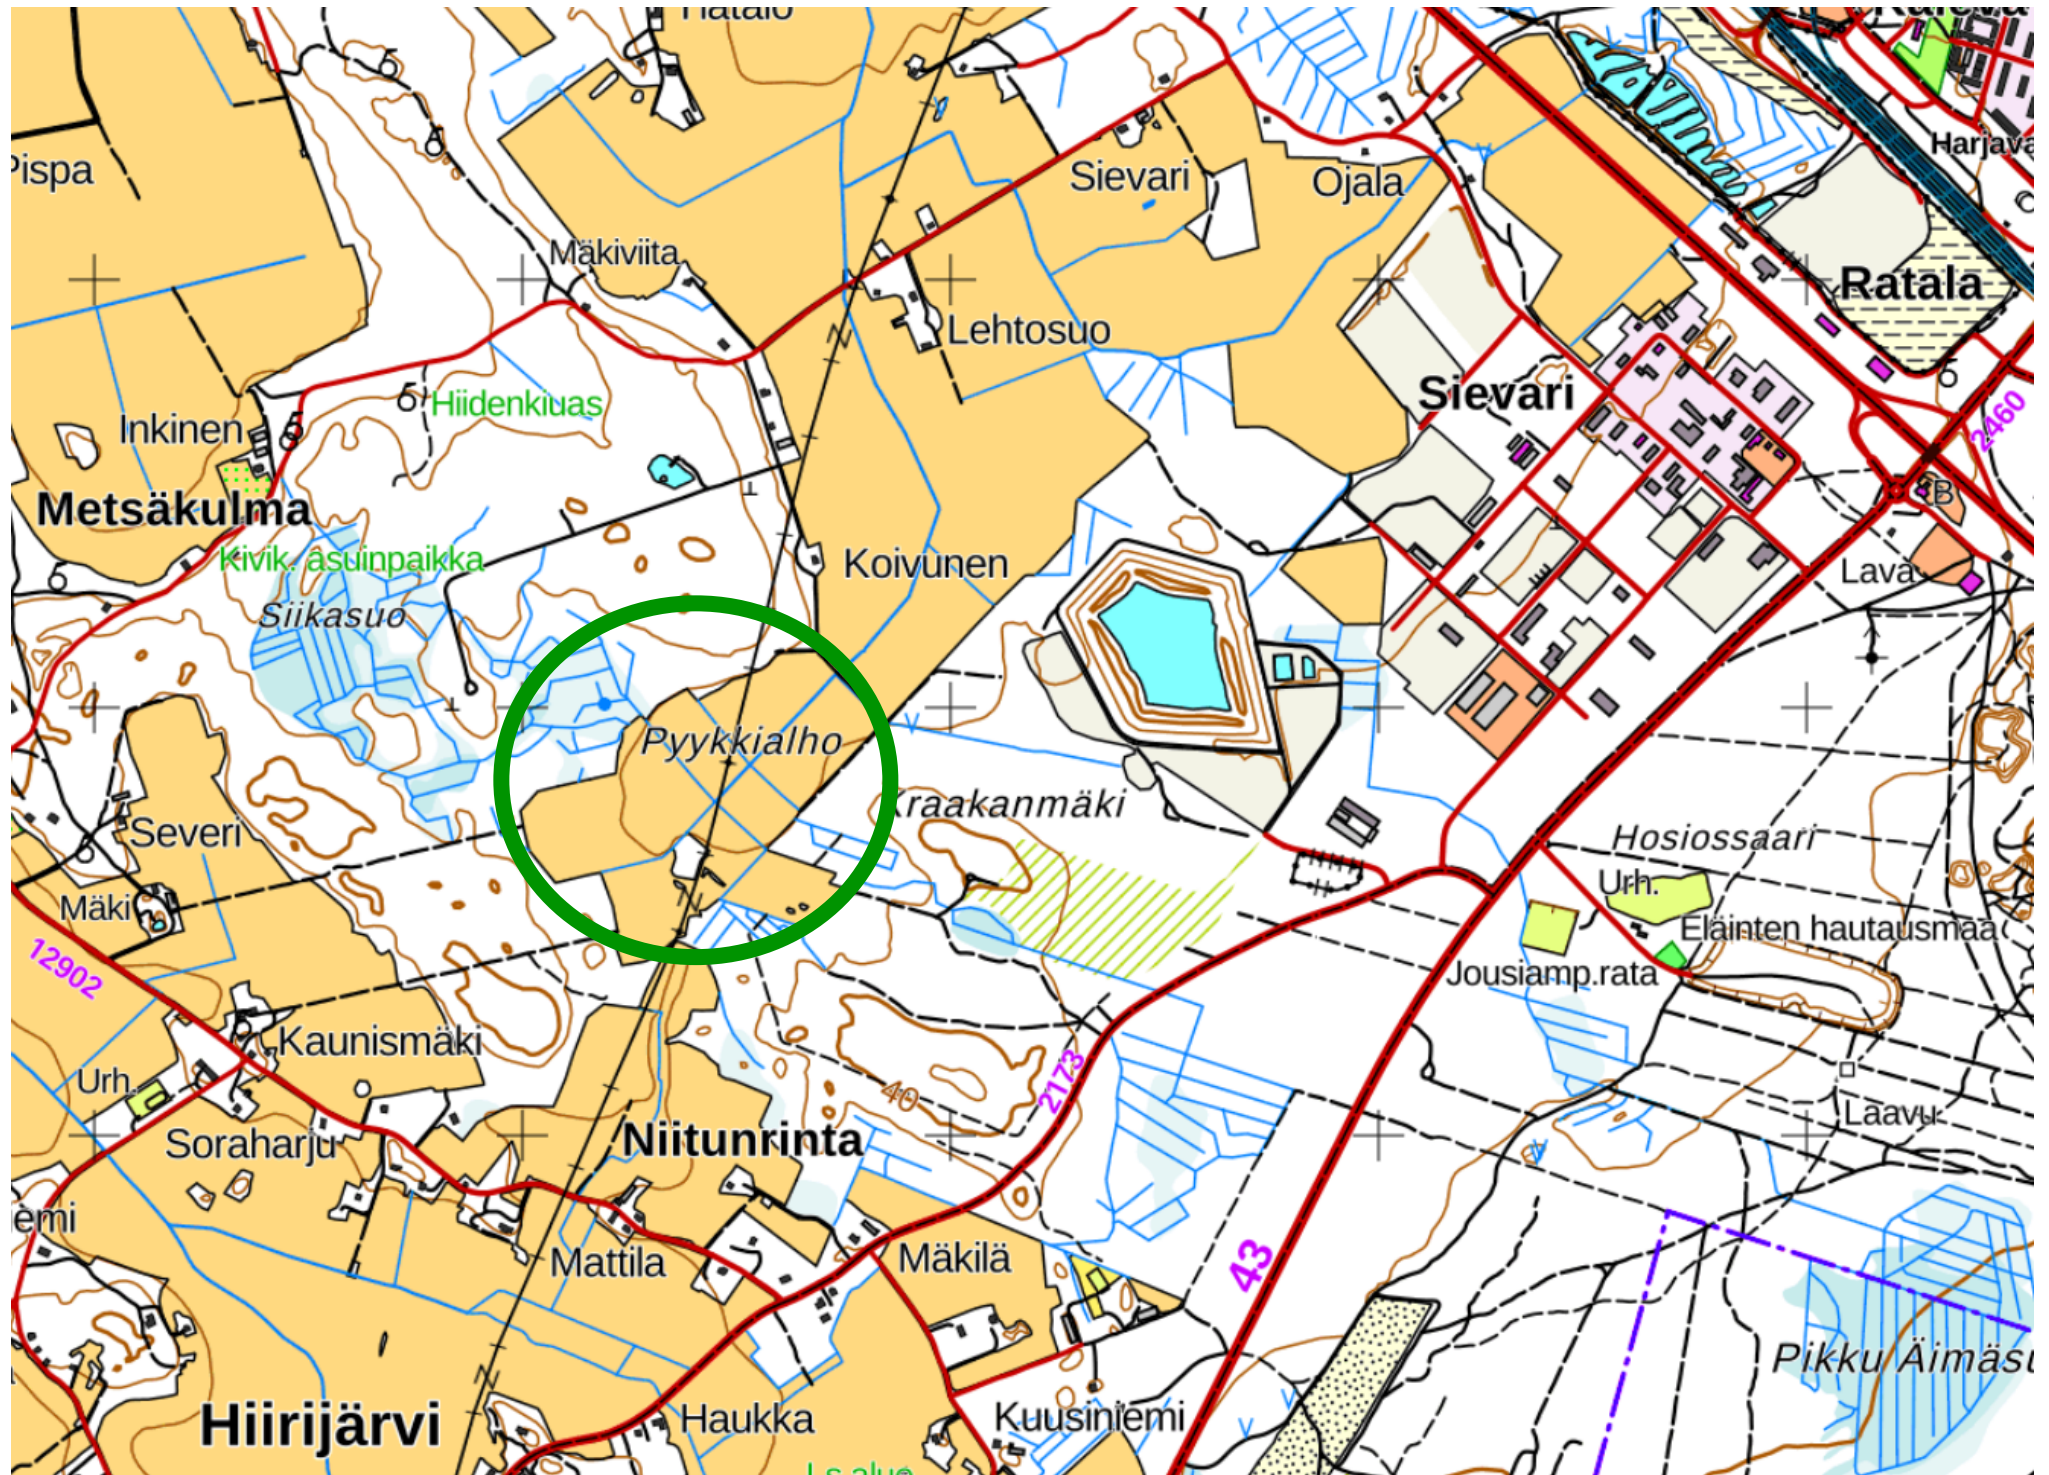 Pispa
Sievari
Ojala
Harjava
Mäkiviita
Ratala
Lehtosuo
Sievari
Hiidenkiuas
Inkinen
2460
B
Metsäkulma
Kivik. asuinpaikka
Koivunen
Lava
Siikasuo
Pyykkialho
Kraakanmäki
Severi
Hosiossaari
Urh.
Mäki
Eläinten hautausmaa
12902
Jousiamp.rata
Kaunismäki
Urh.
40
2173
Laavu
Soraharju
Niitunrinta
emi
Mattila
Mäkilä
43
Pikku Äimäsu
Hiirijärvi
Haukka
Kuusiniemi